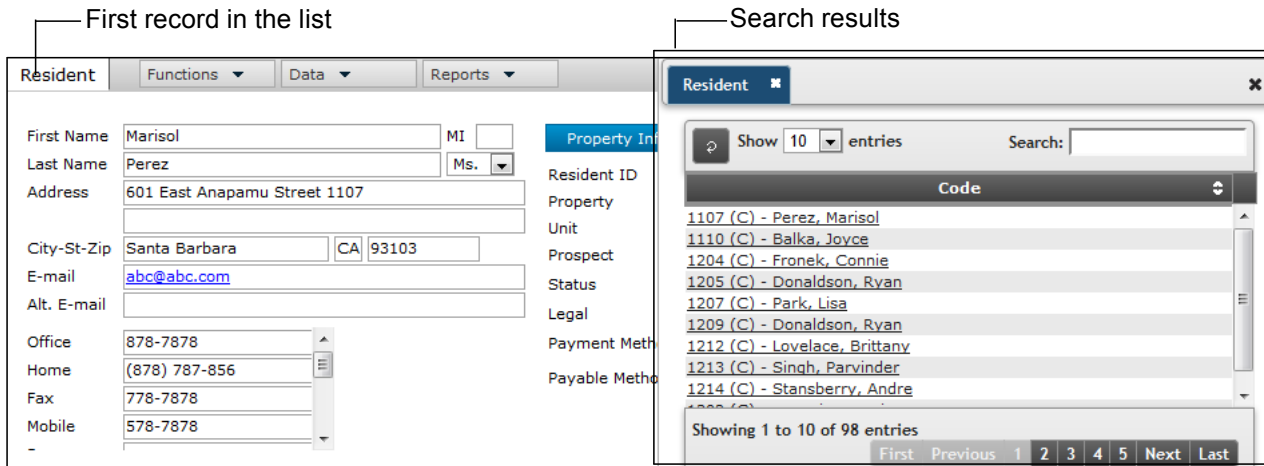 First record in the list
Search results
Resident
Functions
Data
Reports
First Name Marisol MI
Last Name Perez Ms.
Address 601 East Anapamu Street 1107
City-St-Zip Santa Barbara CA 93103
E-mail abc@abc.com
Alt. E-mail
Office 878-7878
Home (878) 787-856
Fax 778-7878
Mobile 578-7878
Property Inf
Resident ID
Property
Unit
Prospect
Status
Legal
Payment Meth
Payable Metho
Resident
Show 10 entries Search:
Code
1107 (C) - Perez, Marisol
1110 (C) - Balka, Joyce
1204 (C) - Fronek, Connie
1205 (C) - Donaldson, Ryan
1207 (C) - Park, Lisa
1209 (C) - Donaldson, Ryan
1212 (C) - Lovelace, Brittany
1213 (C) - Singh, Parvinder
1214 (C) - Stansberry, Andre
Showing 1 to 10 of 98 entries
First Previous 1 2 3 4 5 Next Last